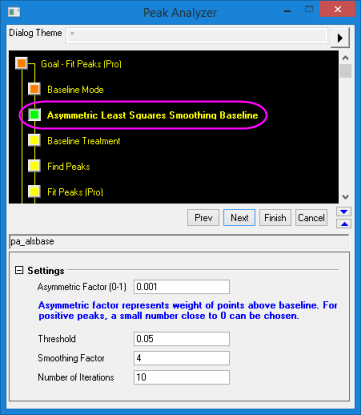 Peak Analyzer
Dialog Theme *
Goal - Fit Peaks (Pro)
Baseline Mode
Asymmetric Least Squares Smoothing Baseline
Baseline Treatment
Find Peaks
Fit Peaks (Pro)
Prev Next Finish Cancel
pa_alsbase
Settings
Asymmetric Factor (0-1) 0.001
Asymmetric factor represents weight of points above baseline. For
positive peaks, a small number close to 0 can be chosen.
Threshold 0.05
Smoothing Factor 4
Number of Iterations 10